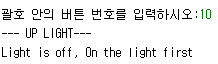 괄호 안의 버튼 번호를 입력하시오:10
--- UP LIGHT---
Light is off, On the light first